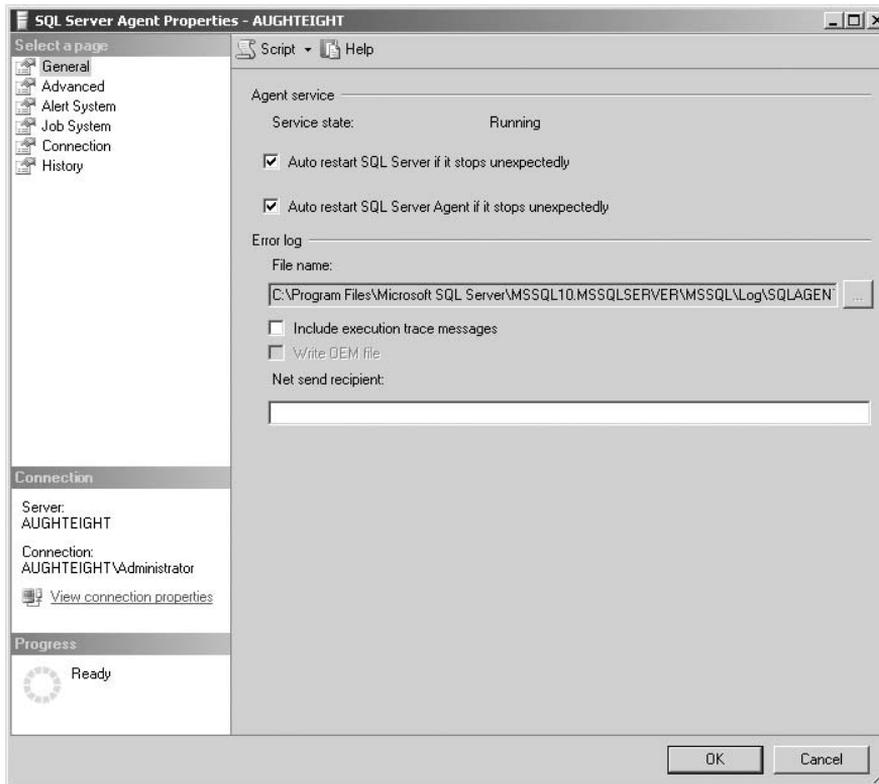 SQL Server Agent Properties - AUGHTEIGHT
Select a page
General
Advanced
Alert System
Job System
Connection
History
Script
Help
Agent service
Service state: Running
Auto restart SQL Server if it stops unexpectedly
Auto restart SQL Server Agent if it stops unexpectedly
Error log
File name:
C:\Program Files\Microsoft SQL Server\MSSQL10.MSSQLSERVER\MSSQL\Log\SQLAGENT
...
Include execution trace messages
Write OEM file
Net send recipient:
Connection
Server:
AUGHTEIGHT
Connection:
AUGHTEIGHT\Administrator
View connection properties
Progress
Ready
OK
Cancel